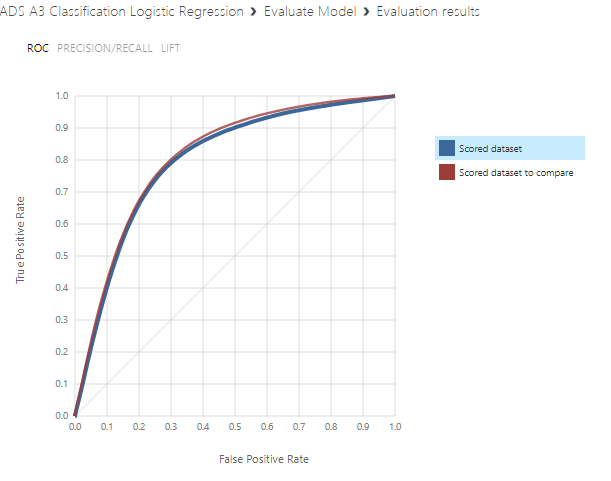 ADS A3 Classification Logistic Regression › Evaluate Model › Evaluation results
ROC PRECISION/RECALL LIFT
1.0
0.9
0.8
0.7
0.6
0.5
0.4
0.3
0.2
0.1
0.0
True Positive Rate
0.0 0.1 0.2 0.3 0.4 0.5 0.6 0.7 0.8 0.9 1.0
False Positive Rate
Scored dataset
Scored dataset to compare